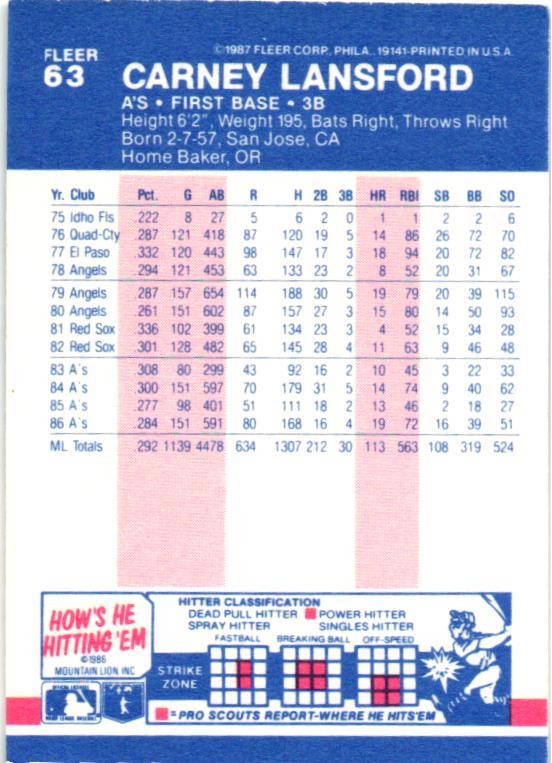 FLEER
63
©1987 FLEER CORP., PHILA., 19141-PRINTED IN U.S.A.
CARNEY LANSFORD
A'S • FIRST BASE • 3B
Height 6'2", Weight 195, Bats Right, Throws Right
Born 2-7-57, San Jose, CA
Home Baker, OR
Yr. Club Pct. G AB R H 2B 3B HR RBI SB BB SO
75 Idho Fls .222 8 27 5 6 2 0 1 1 2 2 6
76 Quad-Cty .287 121 418 87 120 19 5 14 86 26 72 70
77 El Paso .332 120 443 98 147 17 3 18 94 20 72 82
78 Angels .294 121 453 63 133 23 2 8 52 20 31 67
79 Angels .287 157 654 114 188 30 5 19 79 20 39 115
80 Angels .261 151 602 87 157 27 3 15 80 14 50 93
81 Red Sox .336 102 399 61 134 23 3 4 52 15 34 28
82 Red Sox .301 128 482 65 145 28 4 11 63 9 46 48
83 A's .308 80 299 43 92 16 2 10 45 3 22 33
84 A's .300 151 597 70 179 31 5 14 74 9 40 62
85 A's .277 98 401 51 111 18 2 13 46 2 18 27
86 A's .284 151 591 80 168 16 4 19 72 16 39 51
ML Totals .292 1139 4478 634 1307 212 30 113 563 108 319 524
HOW'S HE
HITTING 'EM
©1986
MOUNTAIN LION, INC
HITTER CLASSIFICATION
DEAD PULL HITTER POWER HITTER
SPRAY HITTER SINGLES HITTER
FASTBALL BREAKING BALL OFF-SPEED
STRIKE
ZONE
= PRO SCOUTS REPORT-WHERE HE HITS'EM